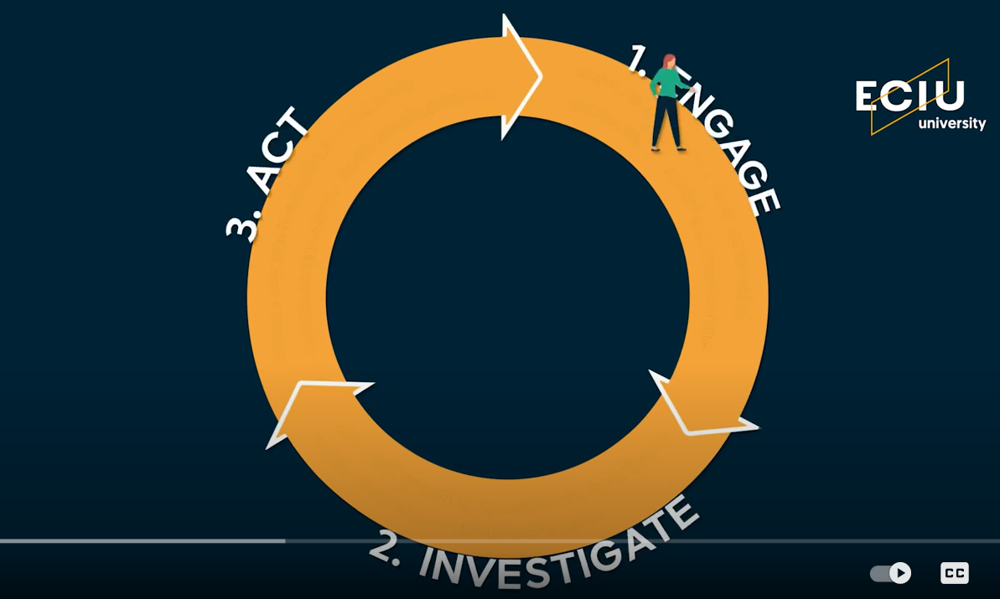 1. ENGAGE
ECIU
university
3. ACT
2. INVESTIGATE
CC